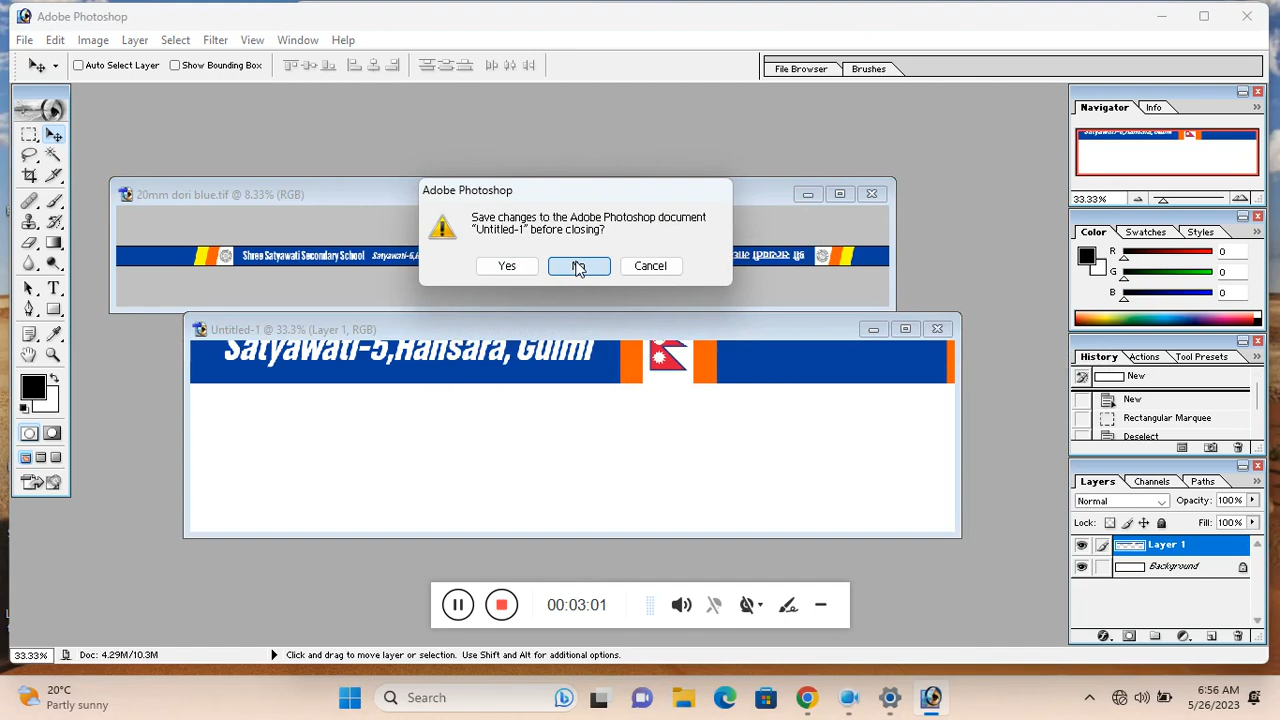 Adobe Photoshop
File Edit Image Layer Select Filter View Window Help
Auto Select Layer Show Bounding Box
File Browser Brushes
20mm dori blue.tif @ 8.33% (RGB)
Shree Satyawati Secondary School
Adobe Photoshop
Save changes to the Adobe Photoshop document
"Untitled-1" before closing?
Yes
Cancel
Untitled-1 @ 33.3% (Layer 1, RGB)
Satyawati-5,Hansara, Gulmi
Navigator Info
33.33%
Color Swatches Styles
R 0
G 0
B 0
History Actions Tool Presets
New
New
Rectangular Marquee
Deselect
Layers Channels Paths
Normal Opacity: 100%
Lock: Fill: 100%
Layer 1
Background
00:03:01
33.33% Doc: 4.29M/10.3M Click and drag to move layer or selection. Use Shift and Alt for additional options.
20°C
Partly sunny
Search
6:56 AM
5/26/2023